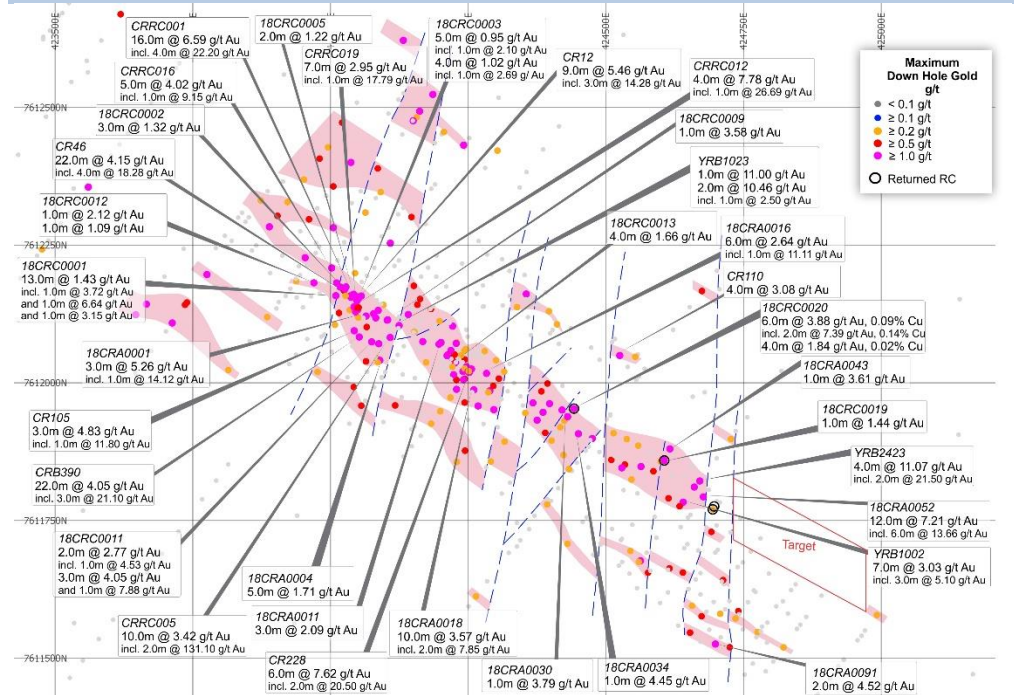 423500E
424500E
424750E
425000E
7612500N
7612250N
7612000N
7611750N
7611500N
CRRC001
16.0m @ 6.59 g/t Au
incl. 4.0m @ 22.20 g/t Au
18CRC0005
2.0m @ 1.22 g/t Au
CRRC019
7.0m @ 2.95 g/t Au
incl. 1.0m @ 17.79 g/t Au
18CRC0003
5.0m @ 0.95 g/t Au
incl. 1.0m @ 2.10 g/t Au
4.0m @ 1.02 g/t Au
incl. 1.0m @ 2.69 g/t Au
CR12
9.0m @ 5.46 g/t Au
incl. 3.0m @ 14.28 g/t Au
CRRC012
4.0m @ 7.78 g/t Au
incl. 1.0m @ 26.69 g/t Au
Maximum
Down Hole Gold
g/t
< 0.1 g/t
≥ 0.1 g/t
≥ 0.2 g/t
≥ 0.5 g/t
≥ 1.0 g/t
Returned RC
CRRC016
5.0m @ 4.02 g/t Au
incl. 1.0m @ 9.15 g/t Au
18CRC0002
3.0m @ 1.32 g/t Au
18CRC0009
1.0m @ 3.58 g/t Au
CR46
22.0m @ 4.15 g/t Au
incl. 4.0m @ 18.28 g/t Au
YRB1023
1.0m @ 11.00 g/t Au
2.0m @ 10.46 g/t Au
incl. 1.0m @ 2.50 g/t Au
18CRC0012
1.0m @ 2.12 g/t Au
1.0m @ 1.09 g/t Au
18CRC0013
4.0m @ 1.66 g/t Au
18CRA0016
6.0m @ 2.64 g/t Au
incl. 1.0m @ 11.11 g/t Au
18CRC0001
13.0m @ 1.43 g/t Au
incl. 1.0m @ 3.72 g/t Au
and 1.0m @ 6.64 g/t Au
and 1.0m @ 3.15 g/t Au
CR110
4.0m @ 3.08 g/t Au
18CRC0020
6.0m @ 3.88 g/t Au, 0.09% Cu
incl. 2.0m @ 7.39 g/t Au, 0.14% Cu
4.0m @ 1.84 g/t Au, 0.02% Cu
18CRA0001
3.0m @ 5.26 g/t Au
incl. 1.0m @ 14.12 g/t Au
18CRA0043
1.0m @ 3.61 g/t Au
18CRC0019
1.0m @ 1.44 g/t Au
CR105
3.0m @ 4.83 g/t Au
incl. 1.0m @ 11.80 g/t Au
YRB2423
4.0m @ 11.07 g/t Au
incl. 2.0m @ 21.50 g/t Au
CRB390
22.0m @ 4.05 g/t Au
incl. 3.0m @ 21.10 g/t Au
18CRA0052
12.0m @ 7.21 g/t Au
incl. 6.0m @ 13.66 g/t Au
18CRC0011
2.0m @ 2.77 g/t Au
incl. 1.0m @ 4.53 g/t Au
3.0m @ 4.05 g/t Au
and 1.0m @ 7.88 g/t Au
Target
YRB1002
7.0m @ 3.03 g/t Au
incl. 3.0m @ 5.10 g/t Au
18CRA0004
5.0m @ 1.71 g/t Au
CRRC005
10.0m @ 3.42 g/t Au
incl. 2.0m @ 131.10 g/t Au
18CRA0011
3.0m @ 2.09 g/t Au
18CRA0018
10.0m @ 3.57 g/t Au
incl. 2.0m @ 7.85 g/t Au
CR228
6.0m @ 7.62 g/t Au
incl. 2.0m @ 20.50 g/t Au
18CRA0030
1.0m @ 3.79 g/t Au
18CRA0034
1.0m @ 4.45 g/t Au
18CRA0091
2.0m @ 4.52 g/t Au